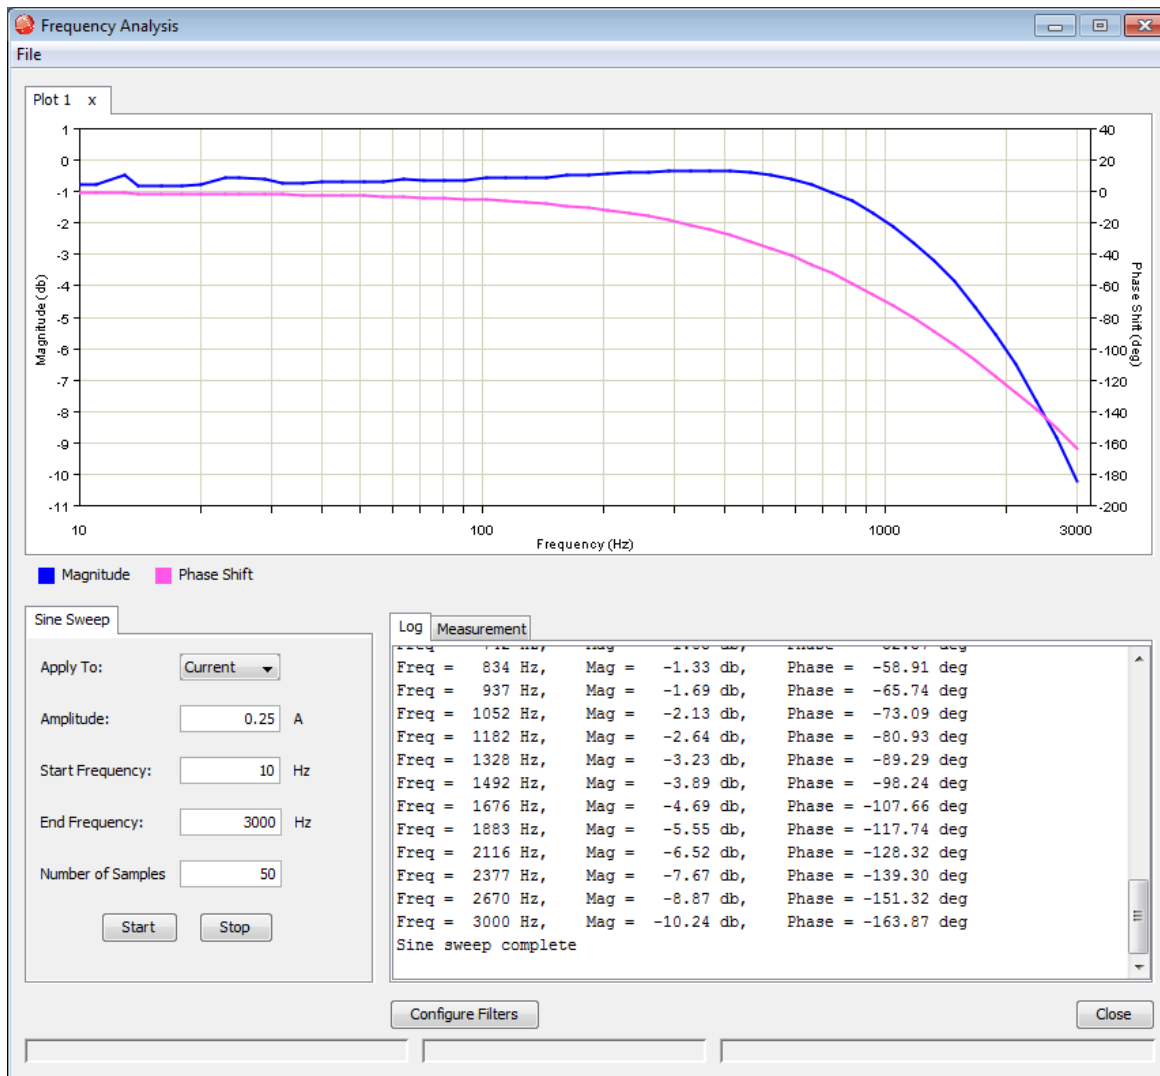 Frequency Analysis
File
Plot 1 x
1
0
-1
-2
-3
-4
-5
-6
-7
-8
-9
-10
-11
Magnitude (db)
40
20
0
-20
-40
-60
-80
-100
-120
-140
-160
-180
-200
Phase Shift (deg)
10 100 1000 3000
Frequency (Hz)
Magnitude Phase Shift
Sine Sweep
Apply To: Current
Amplitude: 0.25 A
Start Frequency: 10 Hz
End Frequency: 3000 Hz
Number of Samples 50
Start Stop
Log Measurement
Freq = 834 Hz, Mag = -1.33 db, Phase = -58.91 deg
Freq = 937 Hz, Mag = -1.69 db, Phase = -65.74 deg
Freq = 1052 Hz, Mag = -2.13 db, Phase = -73.09 deg
Freq = 1182 Hz, Mag = -2.64 db, Phase = -80.93 deg
Freq = 1328 Hz, Mag = -3.23 db, Phase = -89.29 deg
Freq = 1492 Hz, Mag = -3.89 db, Phase = -98.24 deg
Freq = 1676 Hz, Mag = -4.69 db, Phase = -107.66 deg
Freq = 1883 Hz, Mag = -5.55 db, Phase = -117.74 deg
Freq = 2116 Hz, Mag = -6.52 db, Phase = -128.32 deg
Freq = 2377 Hz, Mag = -7.67 db, Phase = -139.30 deg
Freq = 2670 Hz, Mag = -8.87 db, Phase = -151.32 deg
Freq = 3000 Hz, Mag = -10.24 db, Phase = -163.87 deg
Sine sweep complete
Configure Filters Close